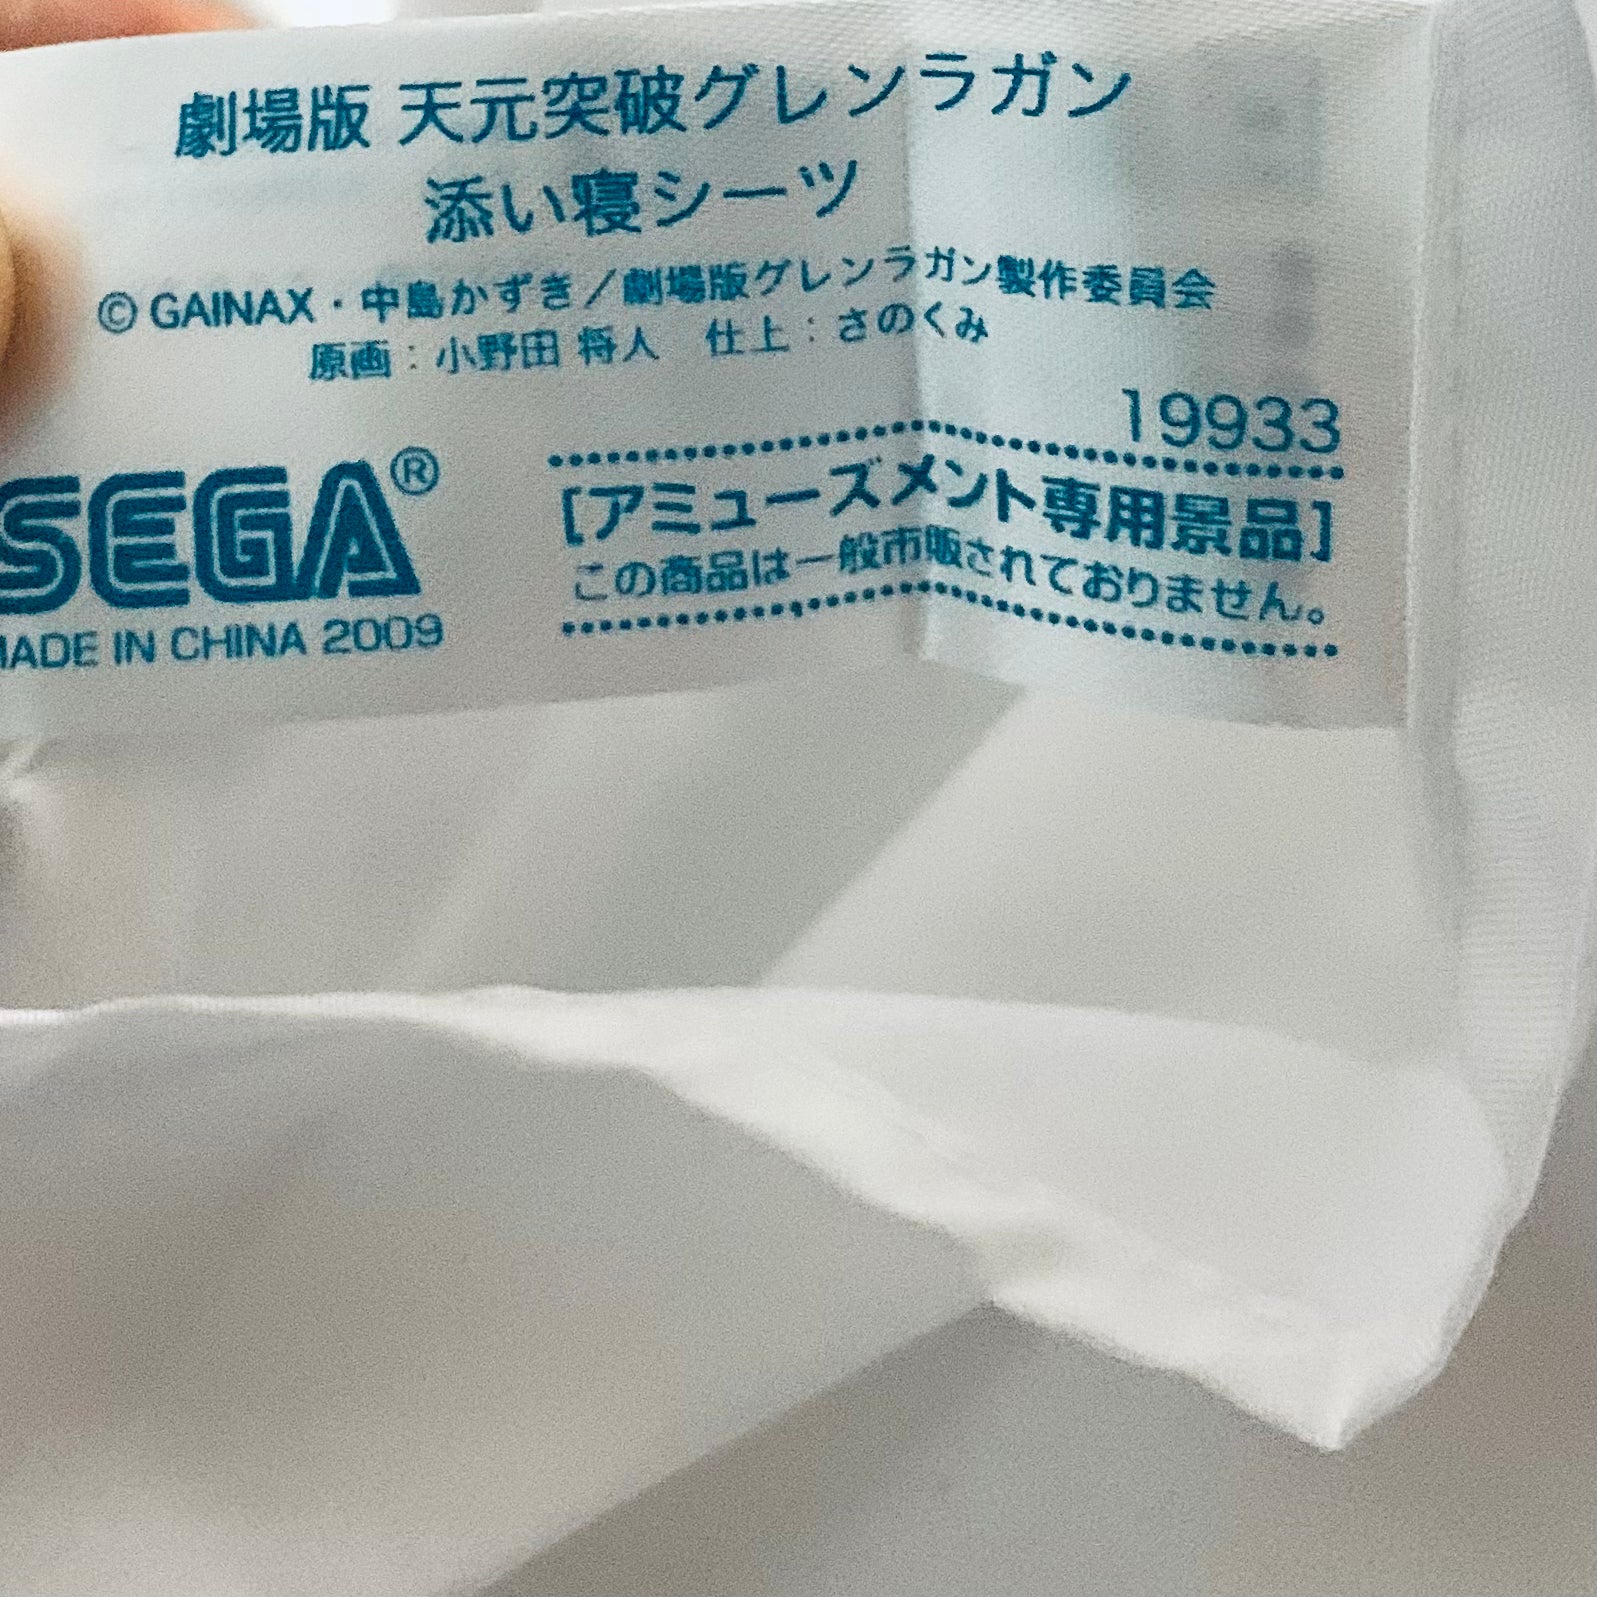 劇場版 天元突破グレンラガン
添い寝シーツ
© GAINAX・中島かずき／劇場版グレンラガン製作委員会
原画：小野田 将人　仕上：さのくみ
19933
SEGA®
MADE IN CHINA 2009
[アミューズメント専用景品]
この商品は一般市販されておりません。